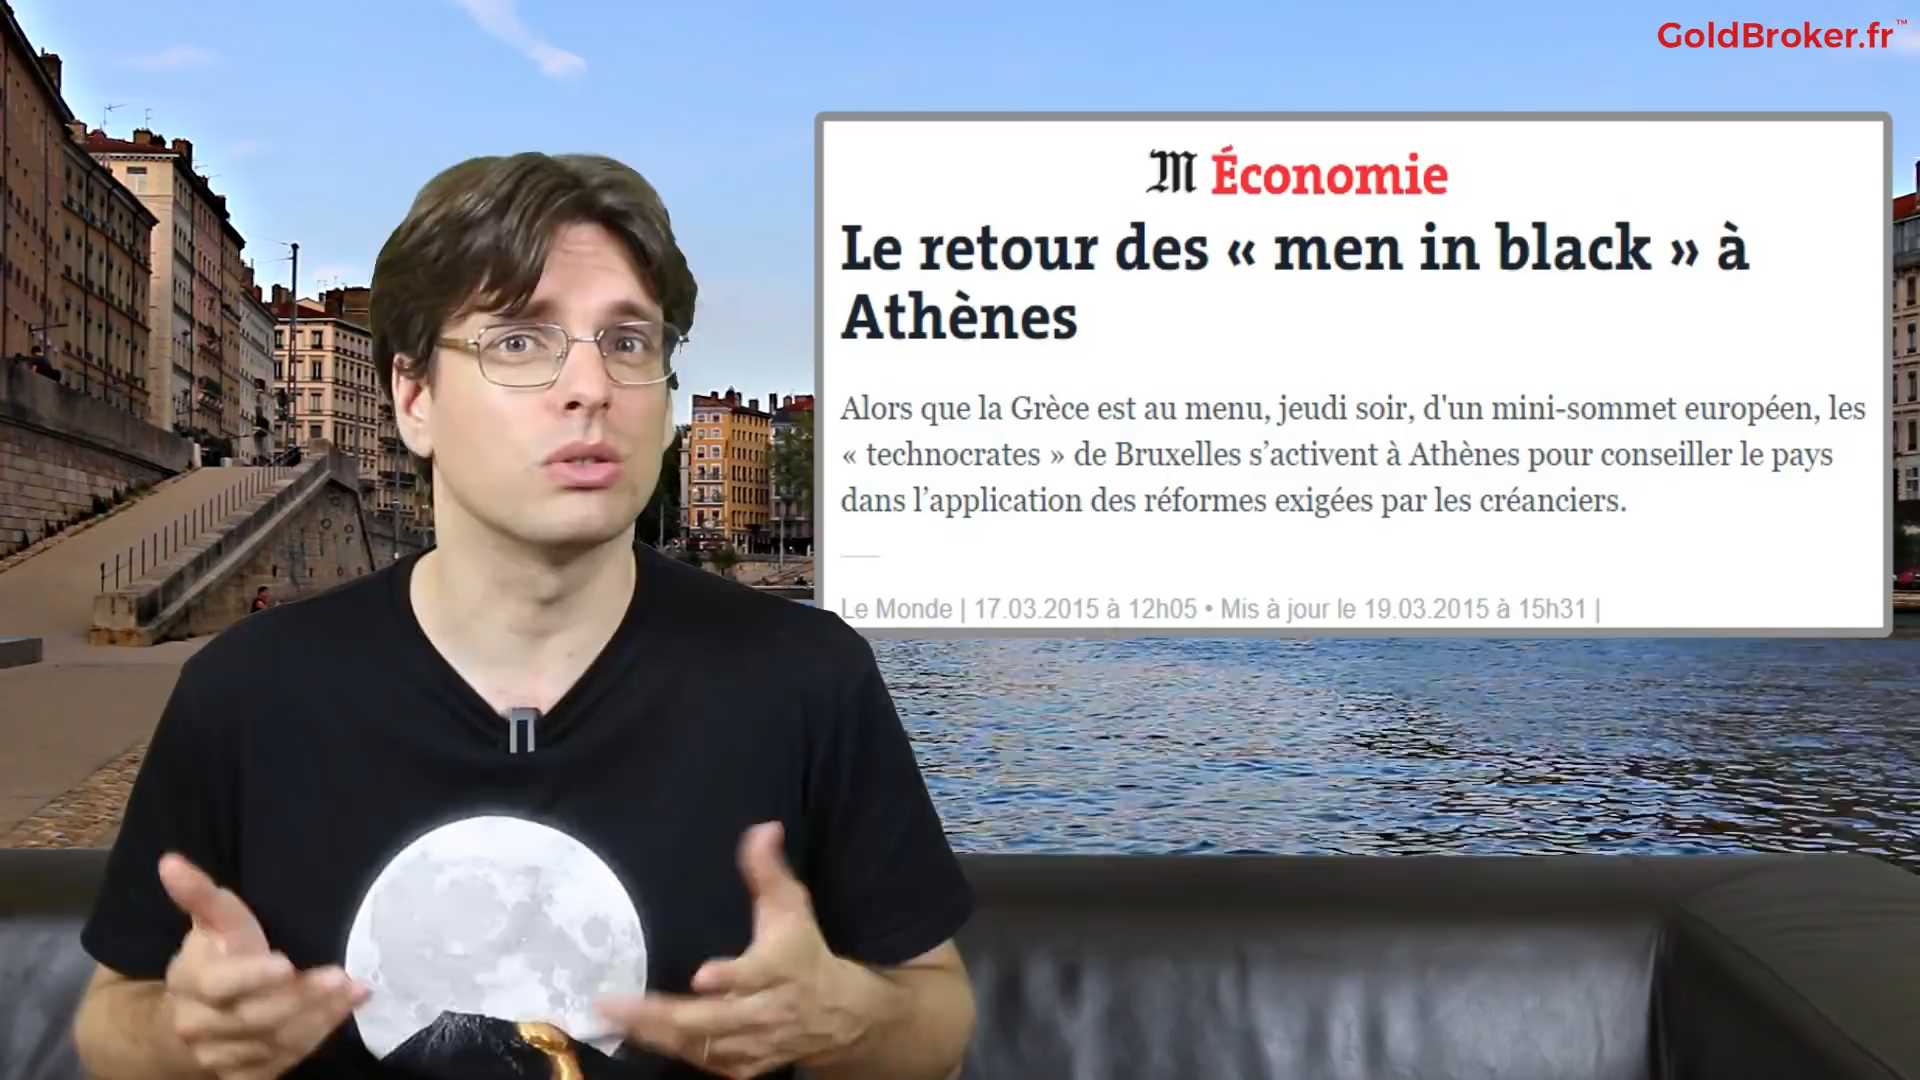 GoldBroker.fr™
M Économie
Le retour des « men in black » à
Athènes
Alors que la Grèce est au menu, jeudi soir, d'un mini-sommet européen, les
« technocrates » de Bruxelles s’activent à Athènes pour conseiller le pays
dans l’application des réformes exigées par les créanciers.
Le Monde | 17.03.2015 à 12h05 • Mis à jour le 19.03.2015 à 15h31 |